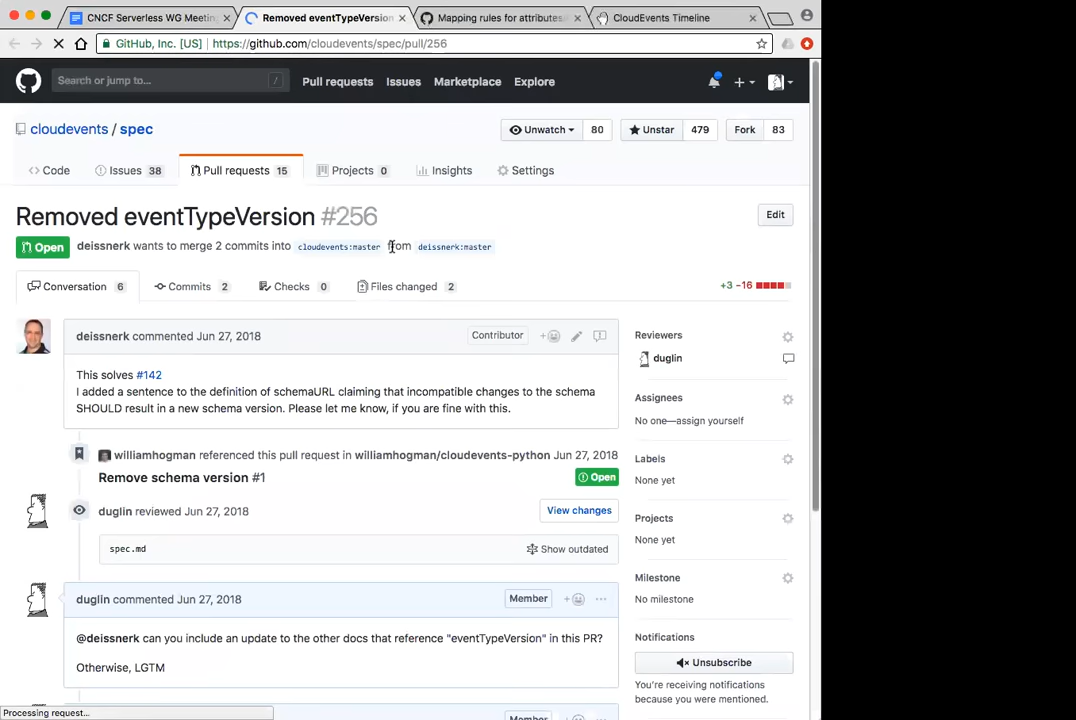 CNCF Serverless WG Meetin
Removed eventTypeVersion
Mapping rules for attributes
CloudEvents Timeline
GitHub, Inc. [US] | https://github.com/cloudevents/spec/pull/256
Search or jump to...
/
Pull requests Issues Marketplace Explore
cloudevents / spec
Unwatch 80
Unstar 479
Fork 83
Code
Issues 38
Pull requests 15
Projects 0
Insights
Settings
Removed eventTypeVersion #256
Edit
Open
deissnerk wants to merge 2 commits into cloudevents:master from deissnerk:master
Conversation 6
Commits 2
Checks 0
Files changed 2
+3 −16
deissnerk commented Jun 27, 2018
Contributor
This solves #142
I added a sentence to the definition of schemaURL claiming that incompatible changes to the schema
SHOULD result in a new schema version. Please let me know, if you are fine with this.
williamhogman referenced this pull request in williamhogman/cloudevents-python Jun 27, 2018
Remove schema version #1
Open
duglin reviewed Jun 27, 2018
View changes
spec.md
Show outdated
duglin commented Jun 27, 2018
Member
@deissnerk can you include an update to the other docs that reference "eventTypeVersion" in this PR?
Otherwise, LGTM
Member
Reviewers
duglin
Assignees
No one—assign yourself
Labels
None yet
Projects
None yet
Milestone
No milestone
Notifications
Unsubscribe
You're receiving notifications
because you were mentioned.
Processing request...